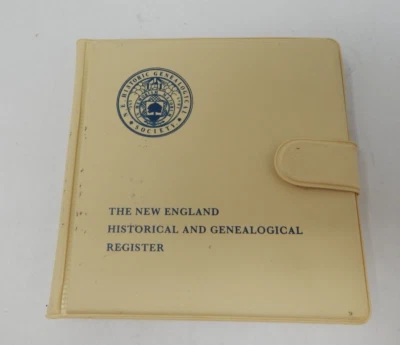 N.E. HISTORIC GENEALOGICAL
SOCIETY
THE NEW ENGLAND
HISTORICAL AND GENEALOGICAL
REGISTER